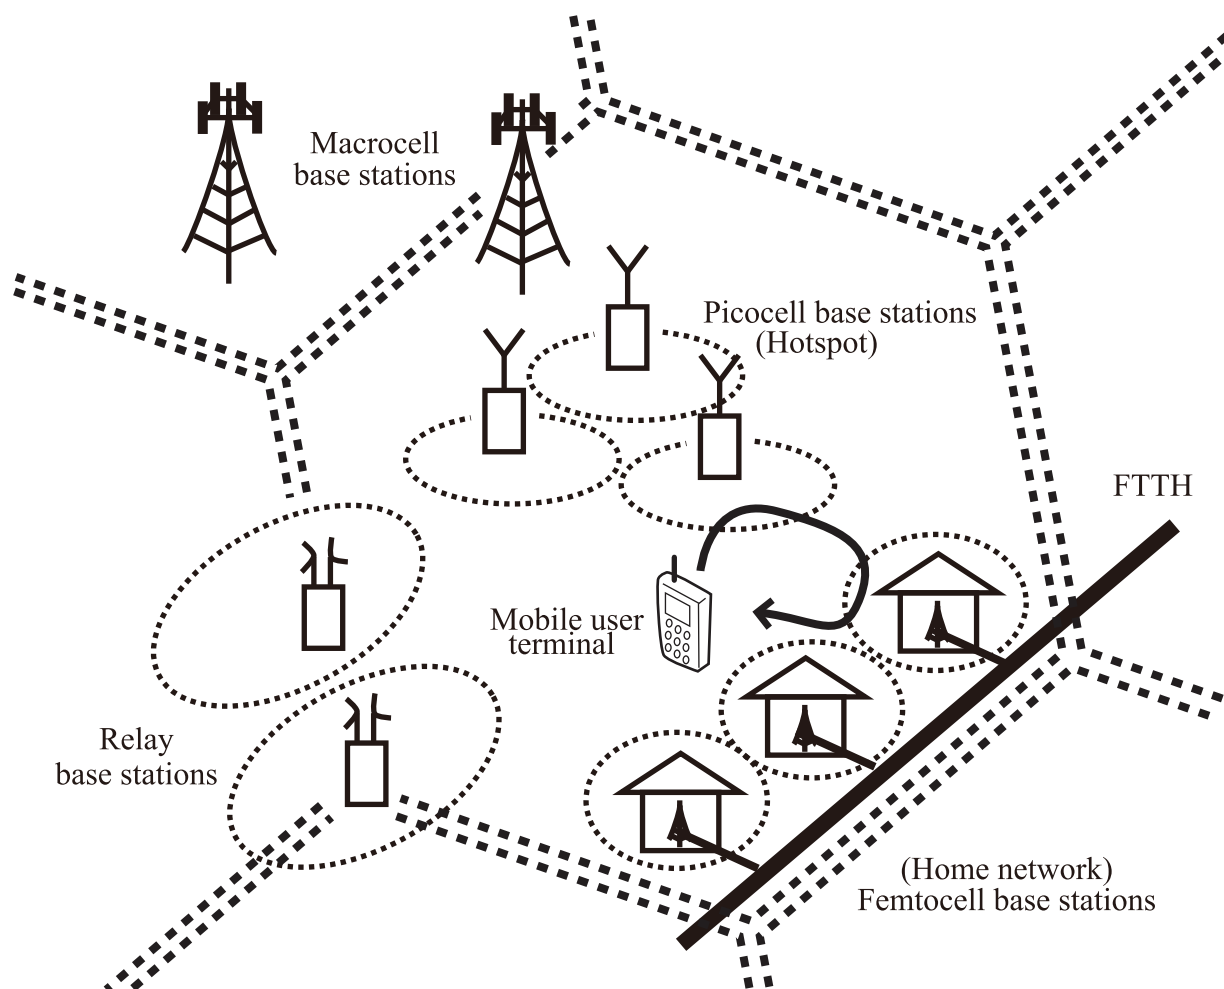 Macrocell
base stations
Picocell base stations
(Hotspot)
FTTH
Mobile user
terminal
Relay
base stations
(Home network)
Femtocell base stations